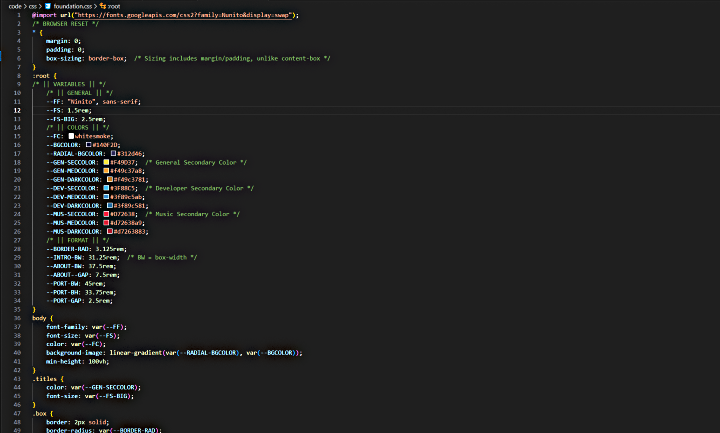 code > css > foundation.css > :root
1 @import url("https://fonts.googleapis.com/css2?family=Nunito&display=swap");
2 /* BROWSER RESET */
3 * {
4 margin: 0;
5 padding: 0;
6 box-sizing: border-box; /* Sizing includes margin/padding, unlike content-box */
7 }
8 :root {
9 /* || VARIABLES || */
10 /* || GENERAL || */
11 --FF: "Ninito", sans-serif;
12 --FS: 1.5rem;
13 --FS-BIG: 2.5rem;
14 /* || COLORS || */
15 --FC: whitesmoke;
16 --BGCOLOR: #140F2D;
17 --RADIAL-BGCOLOR: #312d46;
18 --GEN-SECCOLOR: #F49D37; /* General Secondary Color */
19 --GEN-MEDCOLOR: #f49c37a8;
20 --GEN-DARKCOLOR: #f49c3781;
21 --DEV-SECCOLOR: #3F88C5; /* Developer Secondary Color */
22 --DEV-MEDCOLOR: #3f89c5ab;
23 --DEV-DARKCOLOR: #3f89c581;
24 --MUS-SECCOLOR: #D72638; /* Music Secondary Color */
25 --MUS-MEDCOLOR: #d72638a9;
26 --MUS-DARKCOLOR: #d7263883;
27 /* || FORMAT || */
28 --BORDER-RAD: 3.125rem;
29 --INTRO-BW: 31.25rem; /* BW = box-width */
30 --ABOUT-BW: 37.5rem;
31 --ABOUT--GAP: 7.5rem;
32 --PORT-BW: 45rem;
33 --PORT-BH: 33.75rem;
34 --PORT-GAP: 2.5rem;
35 }
36 body {
37 font-family: var(--FF);
38 font-size: var(--FS);
39 color: var(--FC);
40 background-image: linear-gradient(var(--RADIAL-BGCOLOR), var(--BGCOLOR));
41 min-height: 100vh;
42 }
43 .titles {
44 color: var(--GEN-SECCOLOR);
45 font-size: var(--FS-BIG);
46 }
47 .box {
48 border: 2px solid;
49 border-radius: var(--BORDER-RAD);